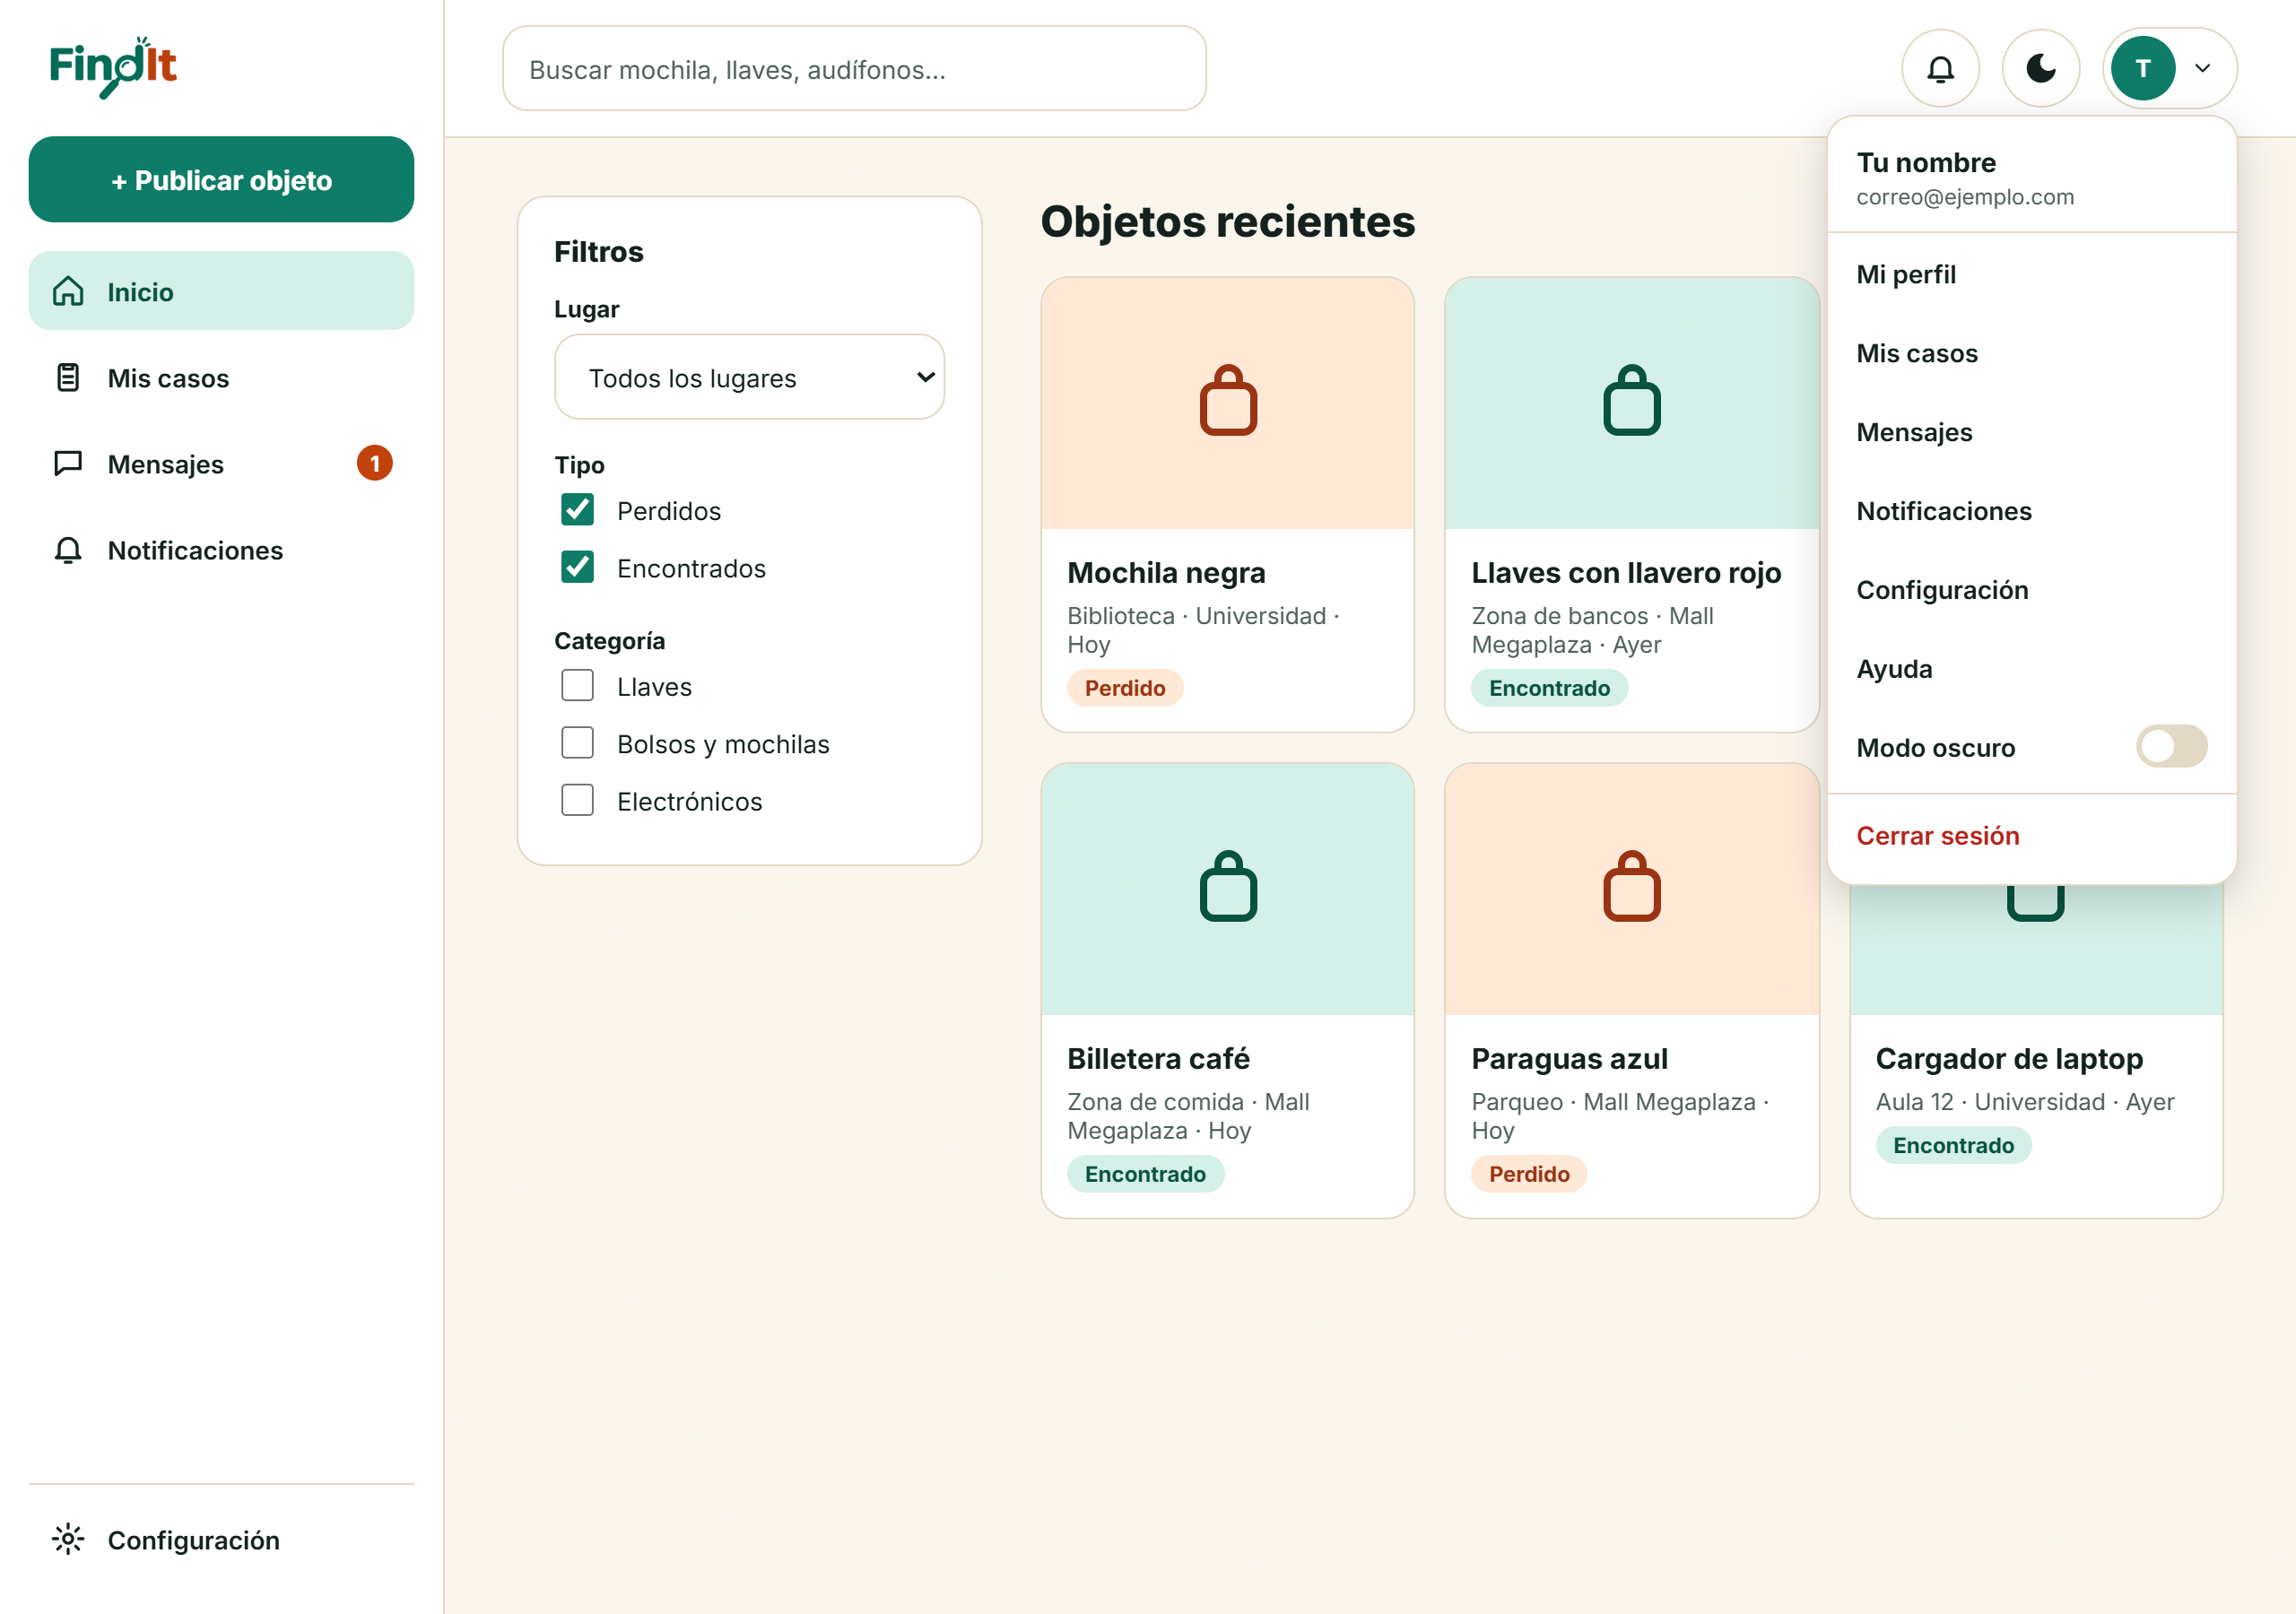 FindIt
+ Publicar objeto
Inicio
Mis casos
Mensajes
1
Notificaciones
Configuración
Buscar mochila, llaves, audífonos...
T
Filtros
Lugar
Todos los lugares
Tipo
Perdidos
Encontrados
Categoría
Llaves
Bolsos y mochilas
Electrónicos
Objetos recientes
Mochila negra
Biblioteca · Universidad ·
Hoy
Perdido
Llaves con llavero rojo
Zona de bancos · Mall
Megaplaza · Ayer
Encontrado
Billetera café
Zona de comida · Mall
Megaplaza · Hoy
Encontrado
Paraguas azul
Parqueo · Mall Megaplaza ·
Hoy
Perdido
Cargador de laptop
Aula 12 · Universidad · Ayer
Encontrado
Tu nombre
correo@ejemplo.com
Mi perfil
Mis casos
Mensajes
Notificaciones
Configuración
Ayuda
Modo oscuro
Cerrar sesión